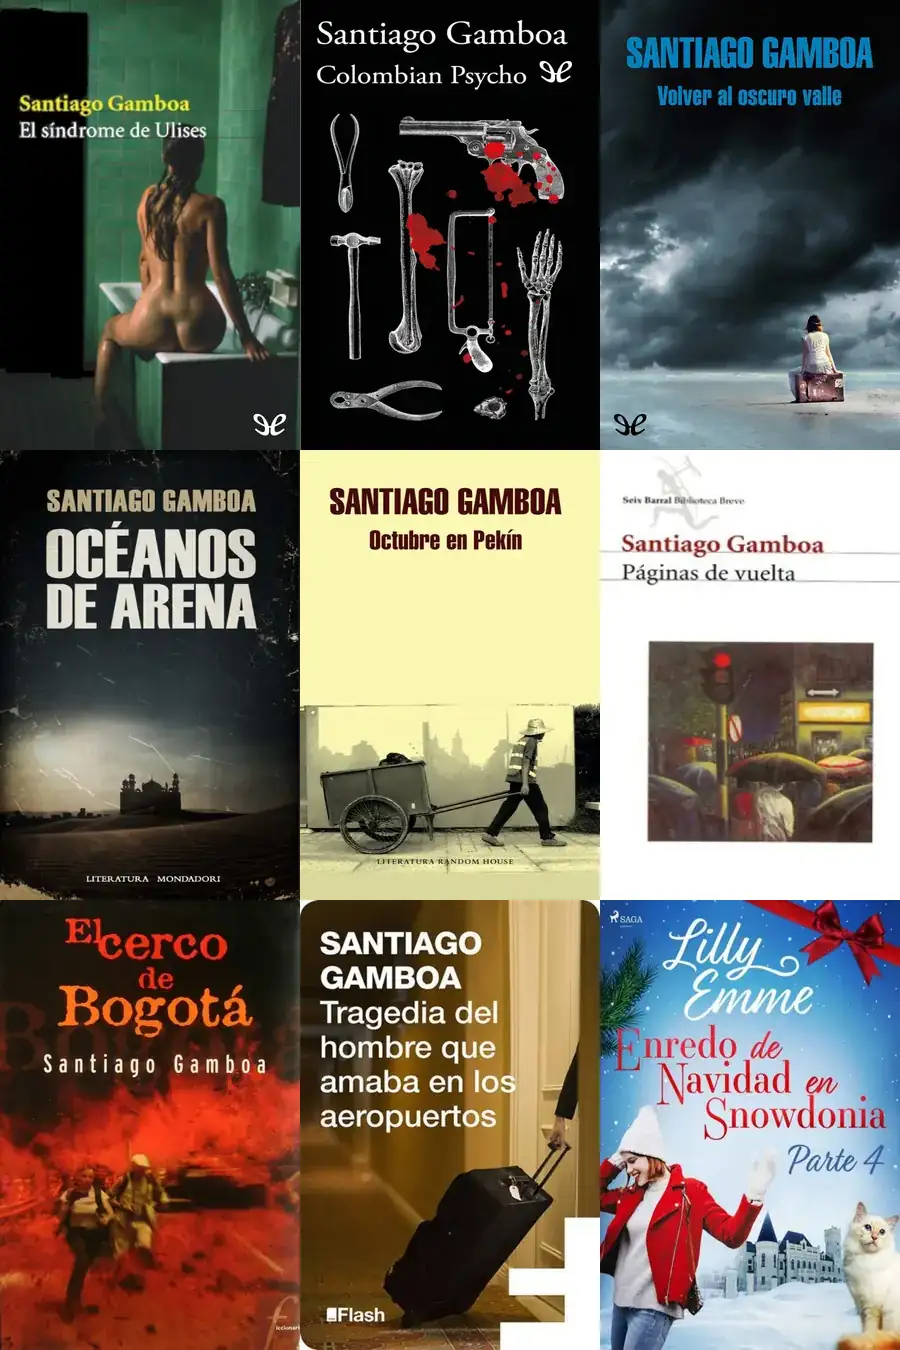 Santiago Gamboa
El síndrome de Ulises
Santiago Gamboa
Colombian Psycho
SANTIAGO GAMBOA
Volver al oscuro valle
SANTIAGO GAMBOA
OCÉANOS
DE ARENA
LITERATURA MONDADORI
SANTIAGO GAMBOA
Octubre en Pekín
LITERATURA RANDOM HOUSE
Seix Barral Biblioteca Breve
Santiago Gamboa
Páginas de vuelta
El cerco
de
Bogotá
Santiago Gamboa
SANTIAGO
GAMBOA
Tragedia del
hombre que
amaba en los
aeropuertos
Flash
SAGA
Lilly
Emme
Enredo de
Navidad en
Snowdonia
Parte 4